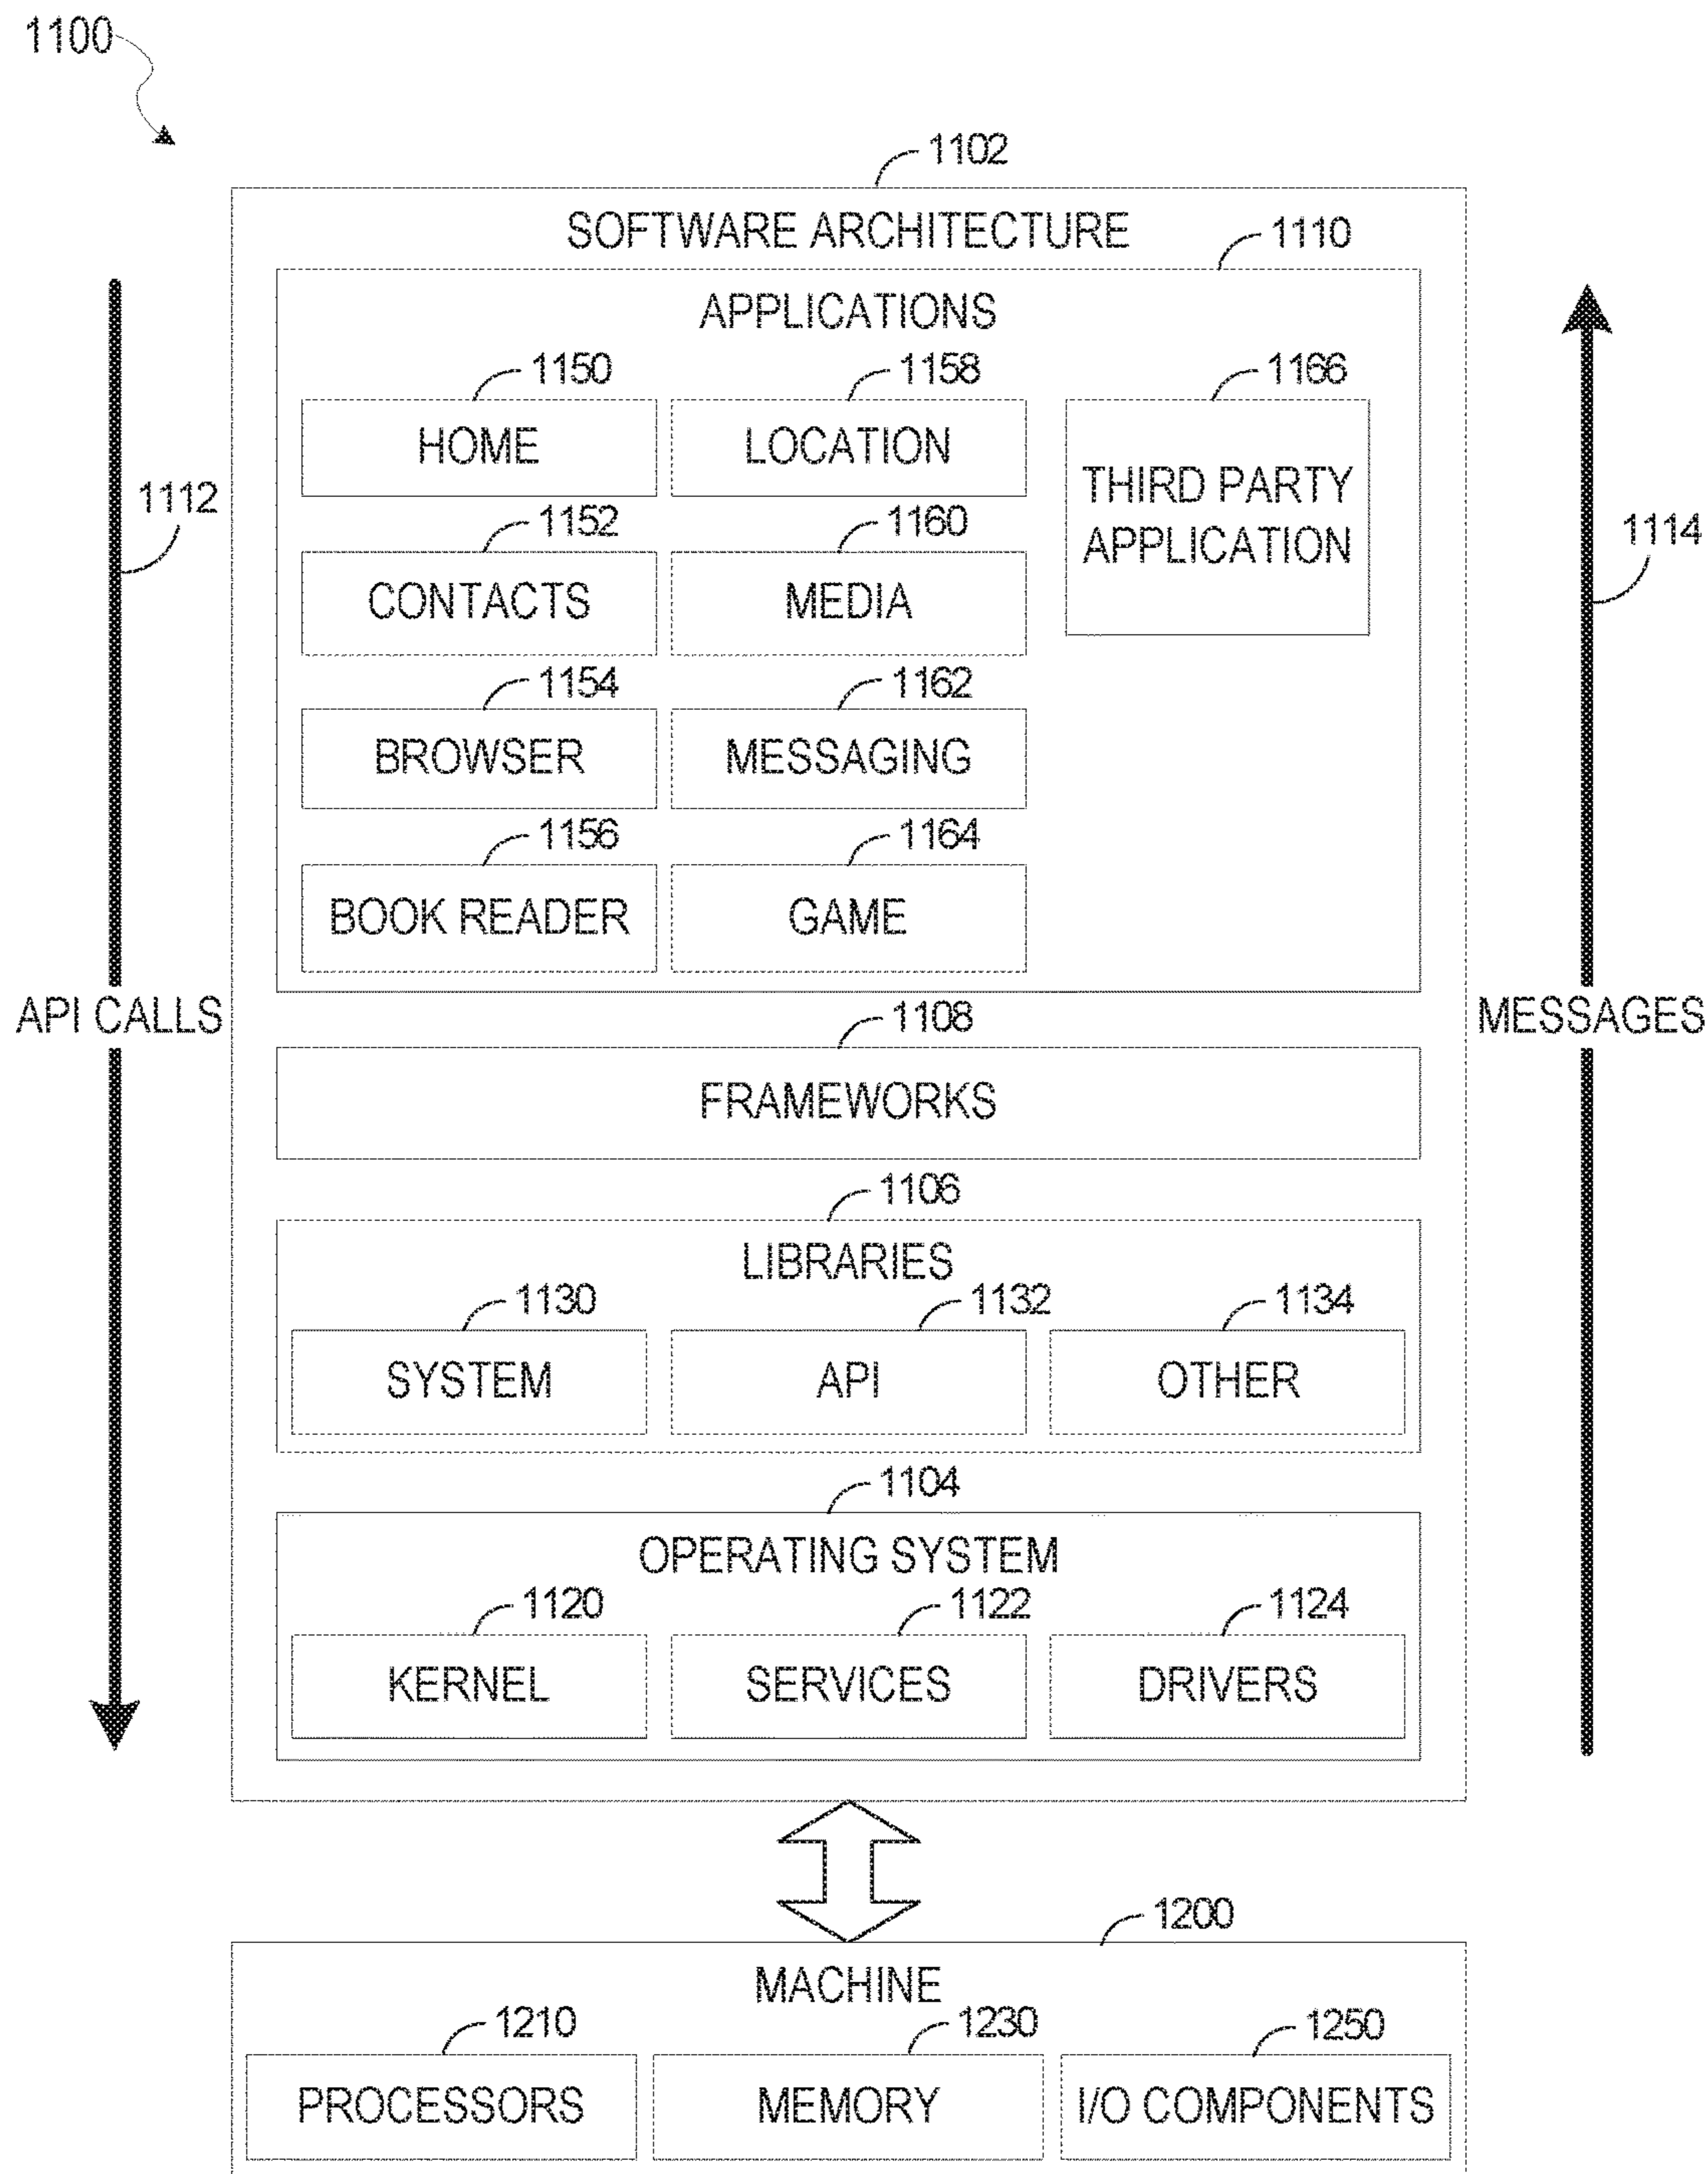 1100
1102
SOFTWARE ARCHITECTURE
1110
APPLICATIONS
1150
1158
1166
HOME
LOCATION
THIRD PARTY
APPLICATION
1112
1114
1152
1160
CONTACTS
MEDIA
1154
1162
BROWSER
MESSAGING
1156
1164
BOOK READER
GAME
API CALLS
MESSAGES
1108
FRAMEWORKS
1106
LIBRARIES
1130
1132
1134
SYSTEM
API
OTHER
1104
OPERATING SYSTEM
1120
1122
1124
KERNEL
SERVICES
DRIVERS
1200
MACHINE
1210
1230
1250
PROCESSORS
MEMORY
I/O COMPONENTS